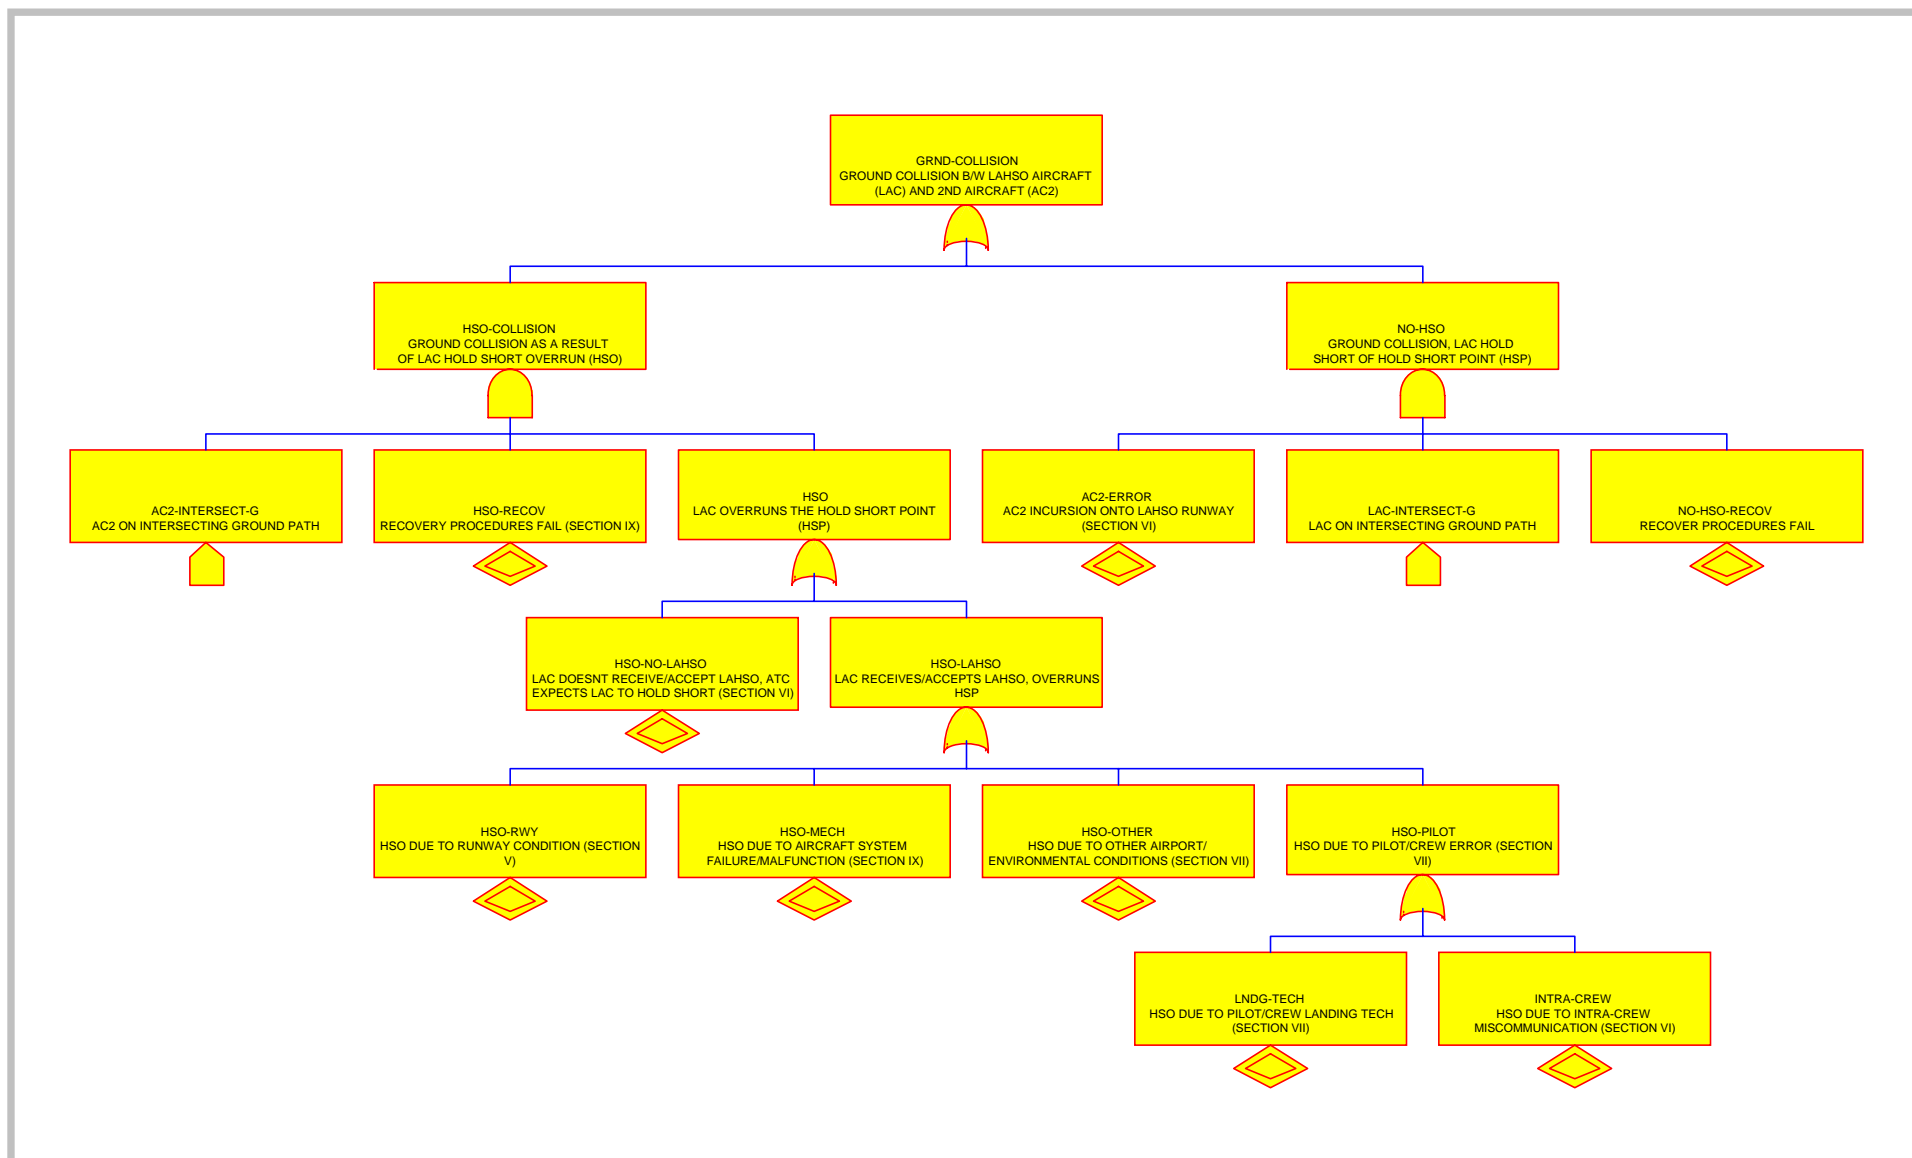 GRND-COLLISION
GROUND COLLISION B/W LAHSO AIRCRAFT
(LAC) AND 2ND AIRCRAFT (AC2)
HSO-COLLISION
GROUND COLLISION AS A RESULT
OF LAC HOLD SHORT OVERRUN (HSO)
NO-HSO
GROUND COLLISION, LAC HOLD
SHORT OF HOLD SHORT POINT (HSP)
AC2-INTERSECT-G
AC2 ON INTERSECTING GROUND PATH
HSO-RECOV
RECOVERY PROCEDURES FAIL (SECTION IX)
HSO
LAC OVERRUNS THE HOLD SHORT POINT
(HSP)
AC2-ERROR
AC2 INCURSION ONTO LAHSO RUNWAY
(SECTION VI)
LAC-INTERSECT-G
LAC ON INTERSECTING GROUND PATH
NO-HSO-RECOV
RECOVER PROCEDURES FAIL
HSO-NO-LAHSO
LAC DOESNT RECEIVE/ACCEPT LAHSO, ATC
EXPECTS LAC TO HOLD SHORT (SECTION VI)
HSO-LAHSO
LAC RECEIVES/ACCEPTS LAHSO, OVERRUNS
HSP
HSO-RWY
HSO DUE TO RUNWAY CONDITION (SECTION
V)
HSO-MECH
HSO DUE TO AIRCRAFT SYSTEM
FAILURE/MALFUNCTION (SECTION IX)
HSO-OTHER
HSO DUE TO OTHER AIRPORT/
ENVIRONMENTAL CONDITIONS (SECTION VII)
HSO-PILOT
HSO DUE TO PILOT/CREW ERROR (SECTION
VII)
LNDG-TECH
HSO DUE TO PILOT/CREW LANDING TECH
(SECTION VII)
INTRA-CREW
HSO DUE TO INTRA-CREW
MISCOMMUNICATION (SECTION VI)